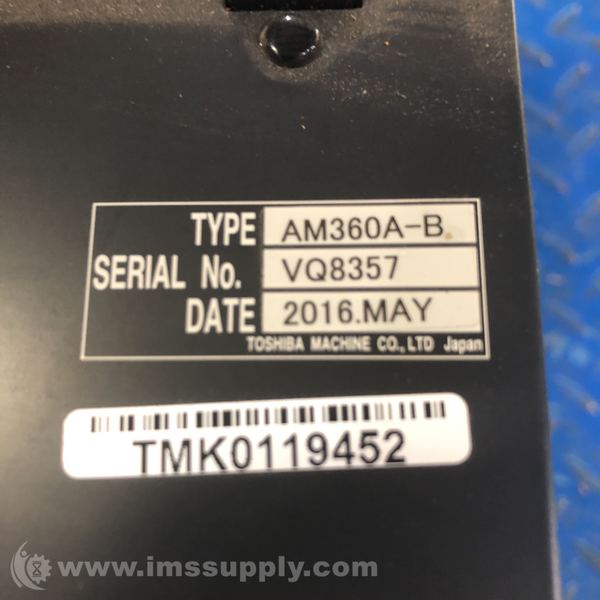 TYPE AM360A-B
SERIAL No. VQ8357
DATE 2016.MAY
TOSHIBA MACHINE CO.,LTD Japan
TMK0119452
www.imssupply.com